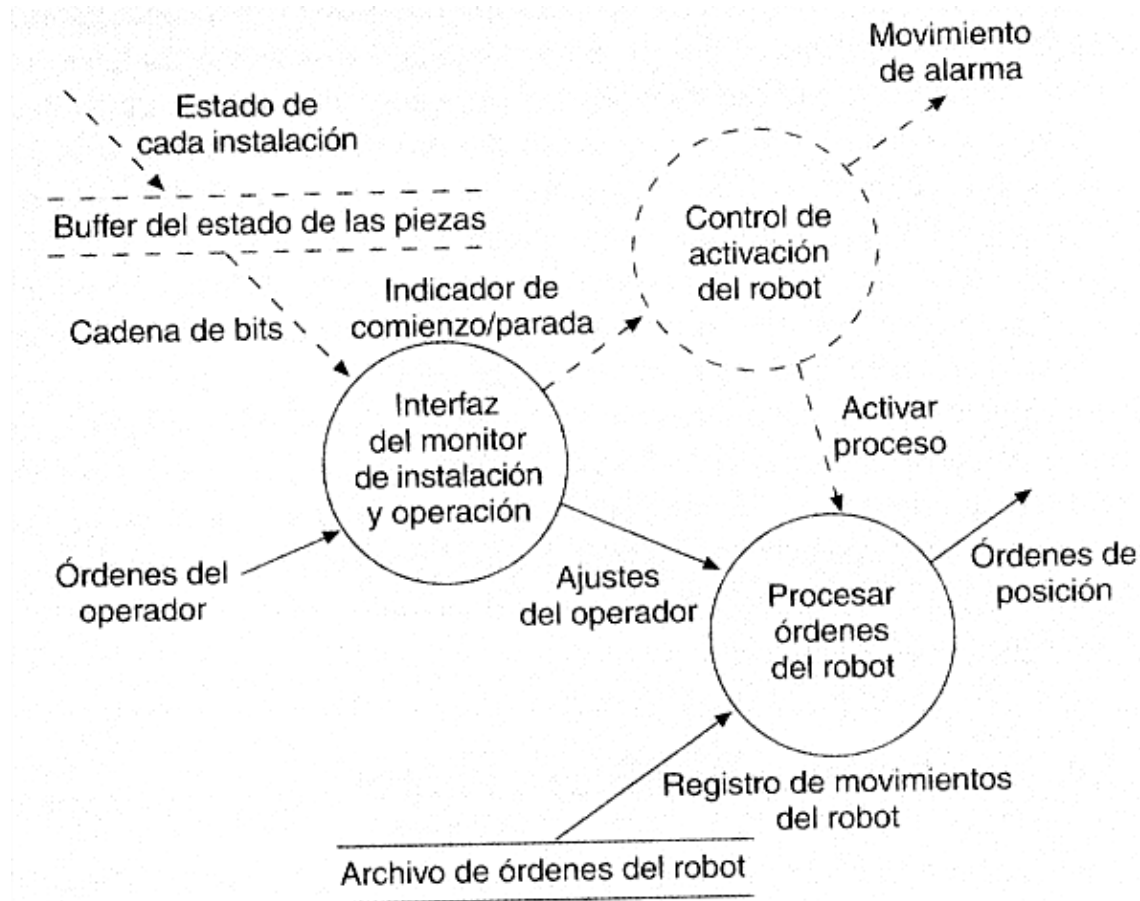 Movimiento
de alarma
Estado de
cada instalación
Buffer del estado de las piezas
Control de
activación
del robot
Indicador de
comienzo/parada
Cadena de bits
Interfaz
del monitor
de instalación
y operación
Activar
proceso
Órdenes del
operador
Ajustes
del operador
Procesar
órdenes
del robot
Órdenes de
posición
Registro de movimientos
del robot
Archivo de órdenes del robot